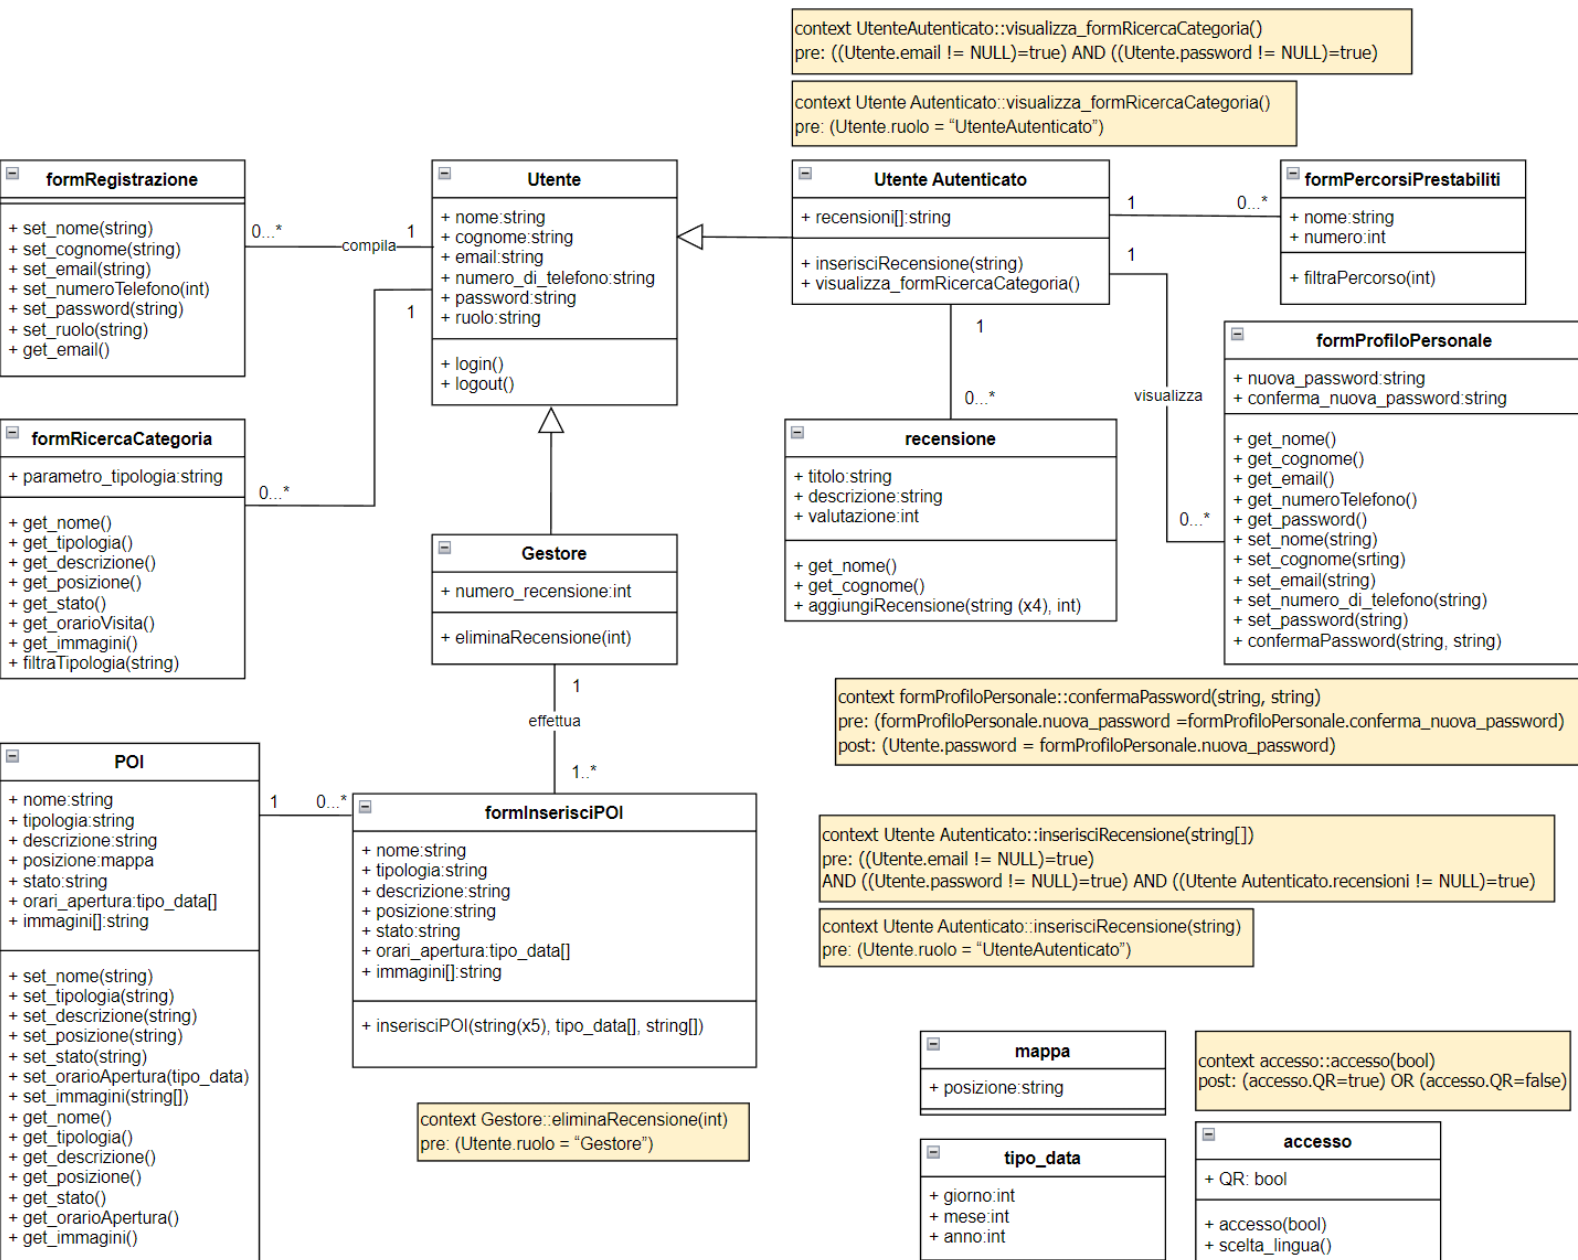 context UtenteAutenticato::visualizza_formRicercaCategoria()
pre: ((Utente.email != NULL)=true) AND ((Utente.password != NULL)=true)
context Utente Autenticato::visualizza_formRicercaCategoria()
pre: (Utente.ruolo = “UtenteAutenticato”)
formRegistrazione
+ set_nome(string)
+ set_cognome(string)
+ set_email(string)
+ set_numeroTelefono(int)
+ set_password(string)
+ set_ruolo(string)
+ get_email()
0...*
compila
1
Utente
+ nome:string
+ cognome:string
+ email:string
+ numero_di_telefono:string
+ password:string
+ ruolo:string
+ login()
+ logout()
Utente Autenticato
+ recensioni[]:string
+ inserisciRecensione(string)
+ visualizza_formRicercaCategoria()
1
0...*
formPercorsiPrestabiliti
+ nome:string
+ numero:int
+ filtraPercorso(int)
1
visualizza
0...*
formProfiloPersonale
+ nuova_password:string
+ conferma_nuova_password:string
+ get_nome()
+ get_cognome()
+ get_email()
+ get_numeroTelefono()
+ get_password()
+ set_nome(string)
+ set_cognome(srting)
+ set_email(string)
+ set_numero_di_telefono(string)
+ set_password(string)
+ confermaPassword(string, string)
1
0...*
recensione
+ titolo:string
+ descrizione:string
+ valutazione:int
+ get_nome()
+ get_cognome()
+ aggiungiRecensione(string (x4), int)
1
0...*
formRicercaCategoria
+ parametro_tipologia:string
+ get_nome()
+ get_tipologia()
+ get_descrizione()
+ get_posizione()
+ get_stato()
+ get_orarioVisita()
+ get_immagini()
+ filtraTipologia(string)
Gestore
+ numero_recensione:int
+ eliminaRecensione(int)
1
effettua
1..*
context formProfiloPersonale::confermaPassword(string, string)
pre: (formProfiloPersonale.nuova_password =formProfiloPersonale.conferma_nuova_password)
post: (Utente.password = formProfiloPersonale.nuova_password)
POI
+ nome:string
+ tipologia:string
+ descrizione:string
+ posizione:mappa
+ stato:string
+ orari_apertura:tipo_data[]
+ immagini[]:string
+ set_nome(string)
+ set_tipologia(string)
+ set_descrizione(string)
+ set_posizione(string)
+ set_stato(string)
+ set_orarioApertura(tipo_data)
+ set_immagini(string[])
+ get_nome()
+ get_tipologia()
+ get_descrizione()
+ get_posizione()
+ get_stato()
+ get_orarioApertura()
+ get_immagini()
1
0...*
formInserisciPOI
+ nome:string
+ tipologia:string
+ descrizione:string
+ posizione:string
+ stato:string
+ orari_apertura:tipo_data[]
+ immagini[]:string
+ inserisciPOI(string(x5), tipo_data[], string[])
context Utente Autenticato::inserisciRecensione(string[])
pre: ((Utente.email != NULL)=true)
AND ((Utente.password != NULL)=true) AND ((Utente Autenticato.recensioni != NULL)=true)
context Utente Autenticato::inserisciRecensione(string)
pre: (Utente.ruolo = “UtenteAutenticato”)
context Gestore::eliminaRecensione(int)
pre: (Utente.ruolo = “Gestore”)
mappa
+ posizione:string
context accesso::accesso(bool)
post: (accesso.QR=true) OR (accesso.QR=false)
tipo_data
+ giorno:int
+ mese:int
+ anno:int
accesso
+ QR: bool
+ accesso(bool)
+ scelta_lingua()